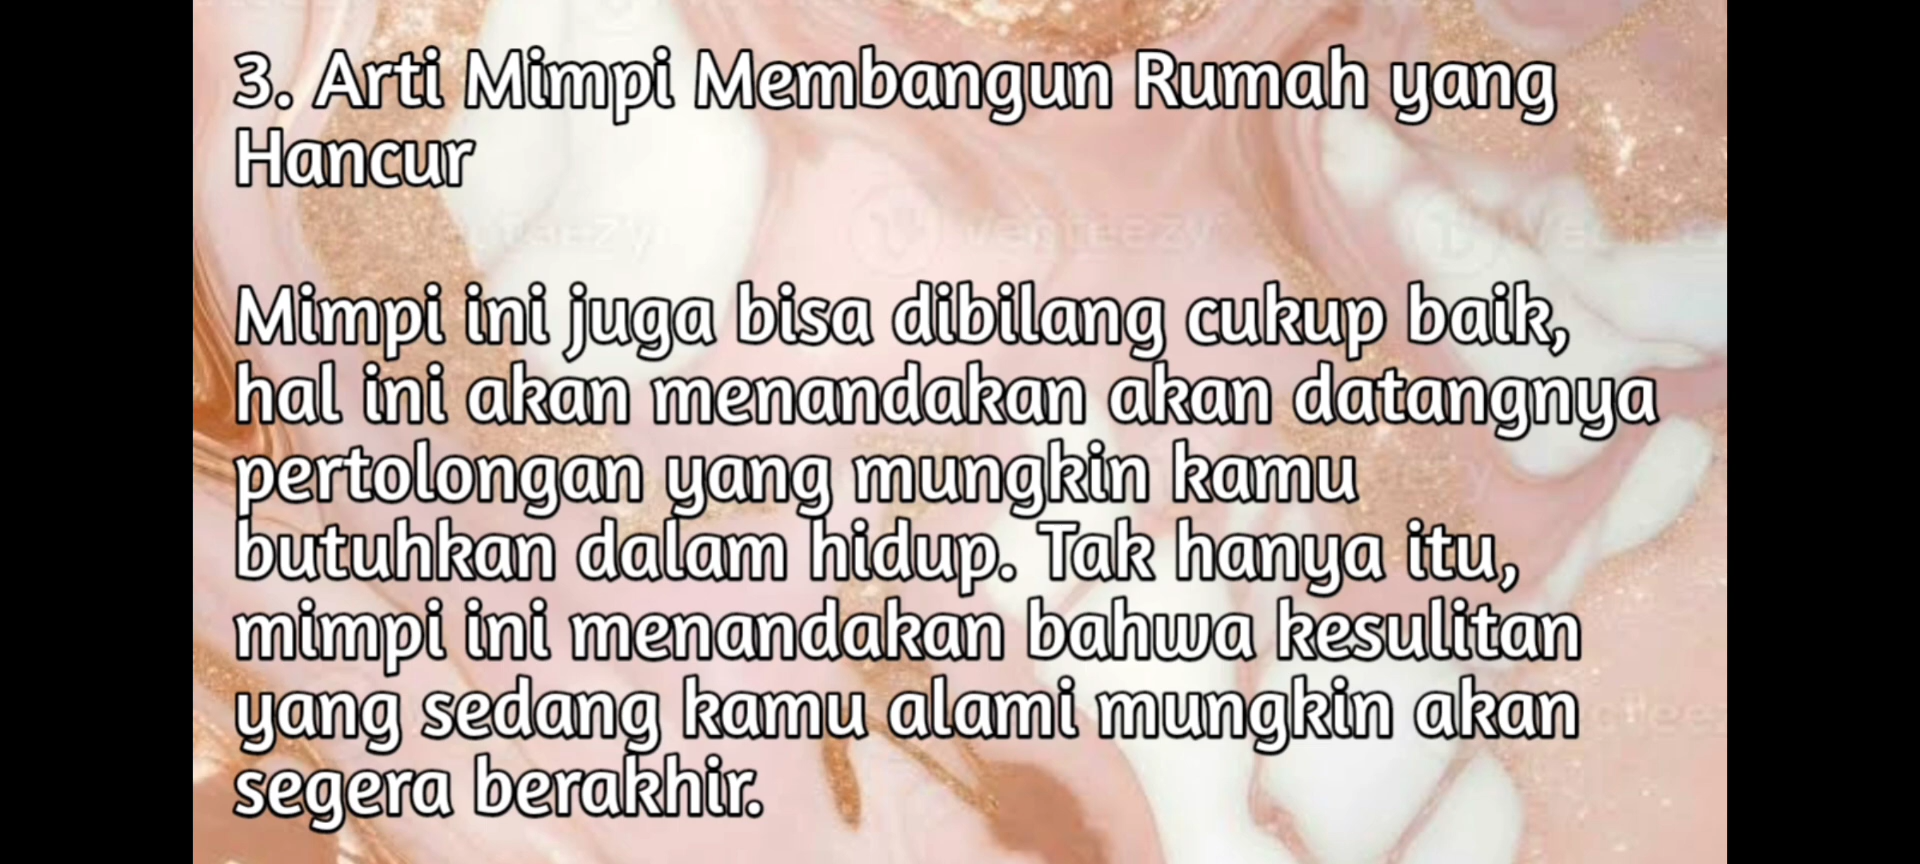 3. Arti Mimpi Membangun Rumah yang
Hancur
Mimpi ini juga bisa dibilang cukup baik,
hal ini akan menandakan akan datangnya
pertolongan yang mungkin kamu
butuhkan dalam hidup. Tak hanya itu,
mimpi ini menandakan bahwa kesulitan
yang sedang kamu alami mungkin akan
segera berakhir.
vecteezy